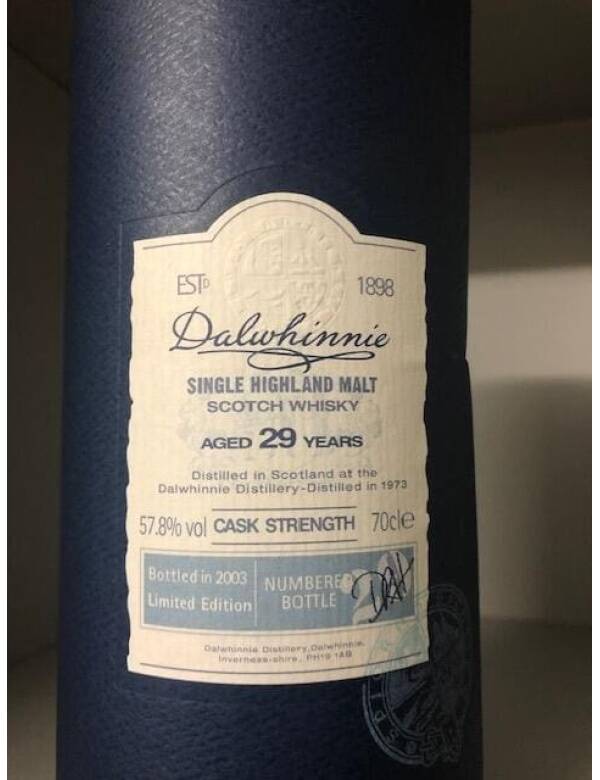 ESTD 1898
Dalwhinnie
SINGLE HIGHLAND MALT
SCOTCH WHISKY
AGED 29 YEARS
Distilled in Scotland at the
Dalwhinnie Distillery-Distilled in 1973
57.8% vol CASK STRENGTH 70cle
Bottled in 2003
Limited Edition
NUMBERED
BOTTLE
Dalwhinnie Distillery, Dalwhinnie,
Inverness-shire, PH19 1AB